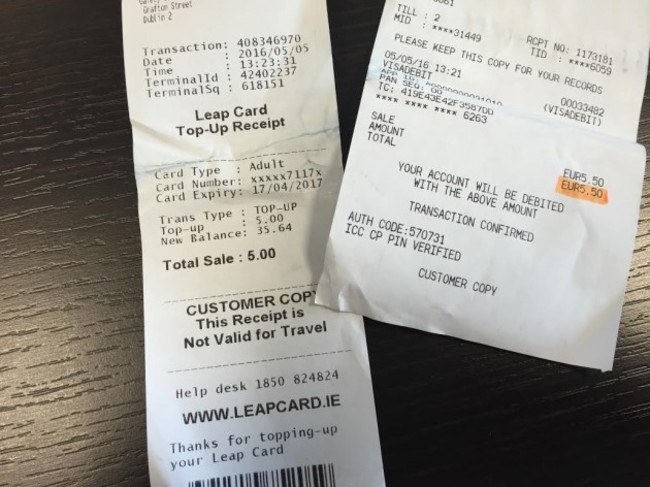 Grafton Street
Dublin 2
Transaction: 408346970
Date : 2016/05/05
Time : 13:23:31
TerminalId : 42402237
TerminalSq : 618151
Leap Card
Top-Up Receipt
Card Type : Adult
Card Number: xxxxx7117x
Card Expiry: 17/04/2017
Trans Type : TOP-UP
Top-up : 5.00
New Balance: 35.64
Total Sale : 5.00
CUSTOMER COPY
This Receipt is
Not Valid for Travel
Help desk 1850 824824
WWW.LEAPCARD.IE
Thanks for topping-up
your Leap Card
TILL : 2
MID : ****31449
RCPT NO: 1173181
TID : ****6059
PLEASE KEEP THIS COPY FOR YOUR RECORDS
05/05/16 13:21
00033482
VISADEBIT
(VISADEBIT)
APP ID:
PAN SEQ: 00
TC:
**** **** **** 6263
SALE
AMOUNT EUR5.50
TOTAL EUR5.50
YOUR ACCOUNT WILL BE DEBITED
WITH THE ABOVE AMOUNT
TRANSACTION CONFIRMED
AUTH CODE:570731
ICC CP PIN VERIFIED
CUSTOMER COPY